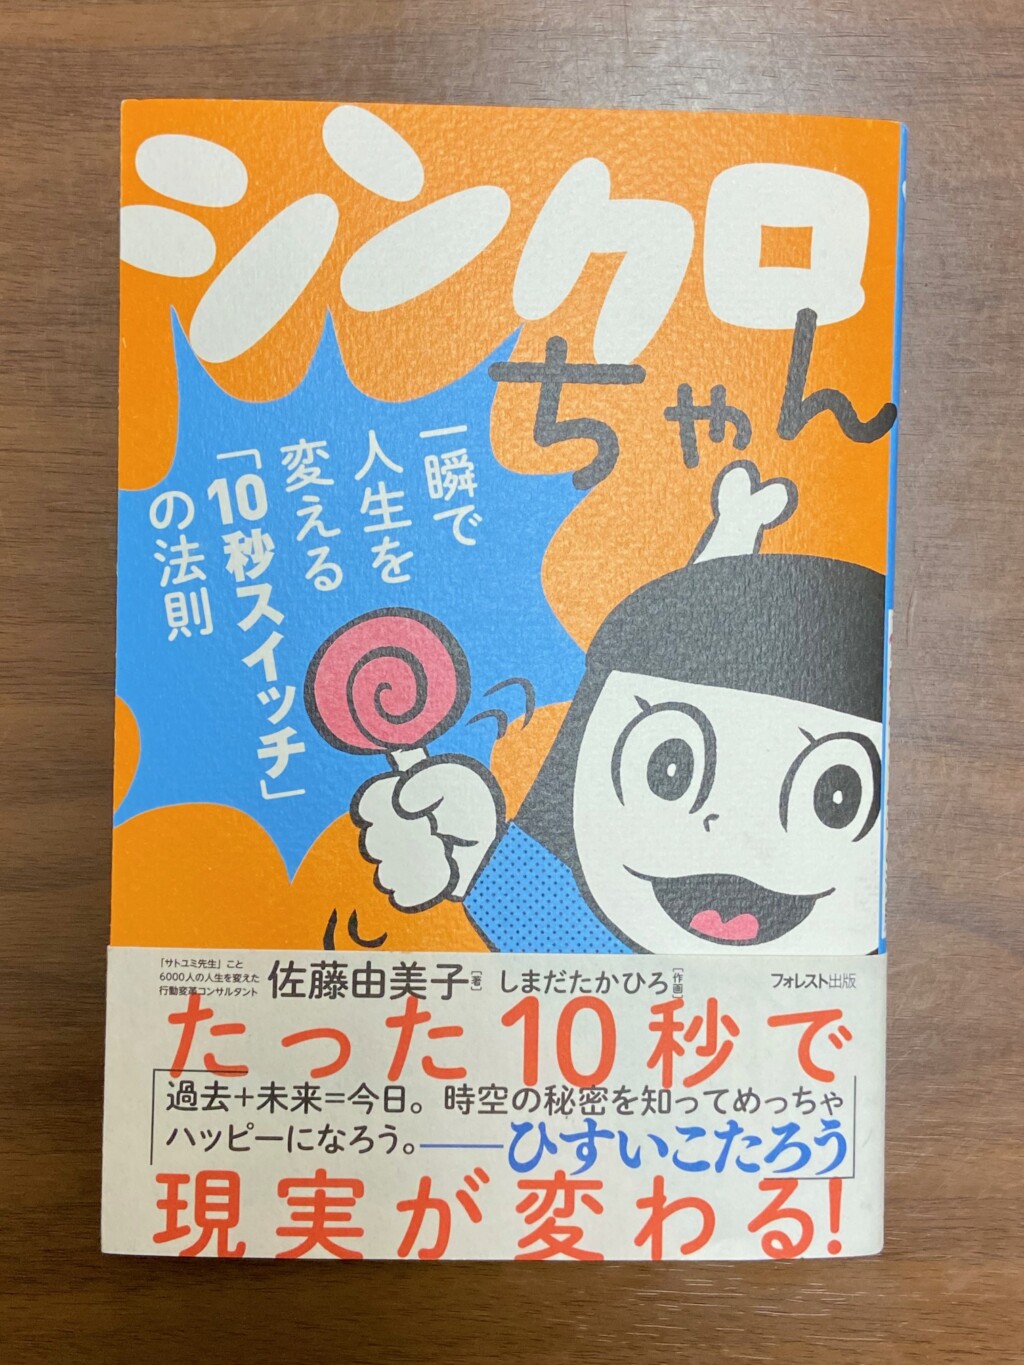 シンクロ
ちゃん
一瞬で
人生を
変える
「10秒スイッチ」
の法則
「サトユミ先生」こと
6000人の人生を変えた
行動変革コンサルタント
佐藤由美子［著］
しまだたかひろ［作画］
フォレスト出版
たった10秒で
過去+未来=今日。時空の秘密を知ってめっちゃ
ハッピーになろう。——ひすいこたろう
現実が変わる!